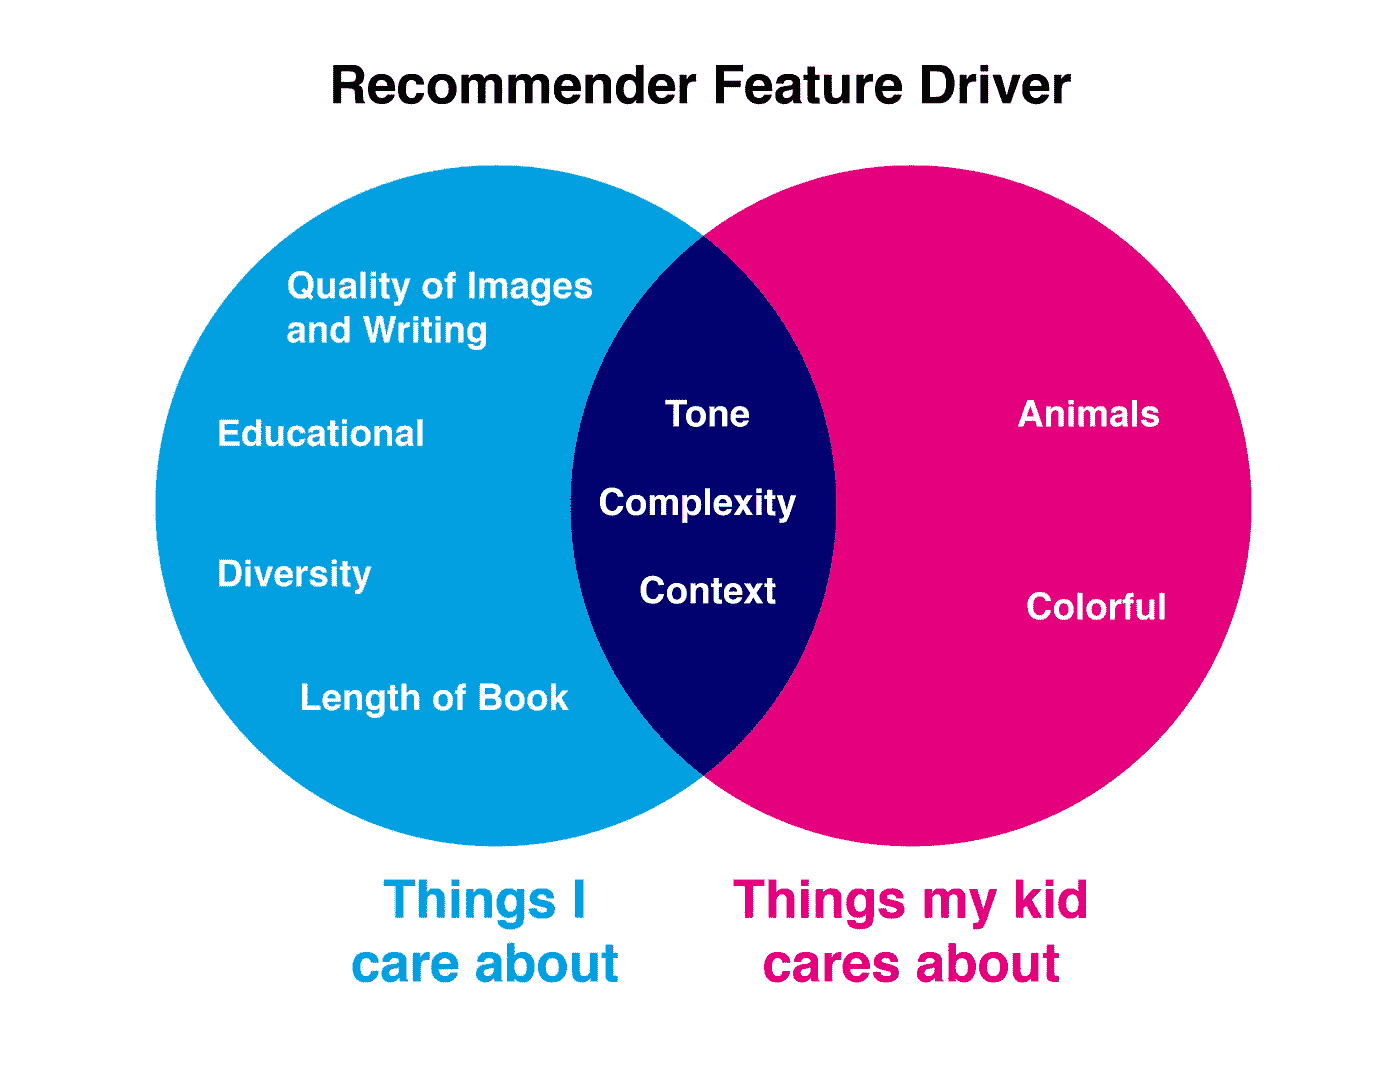 Recommender Feature Driver
Quality of Images
and Writing
Educational
Diversity
Length of Book
Tone
Complexity
Context
Animals
Colorful
Things I
care about
Things my kid
cares about